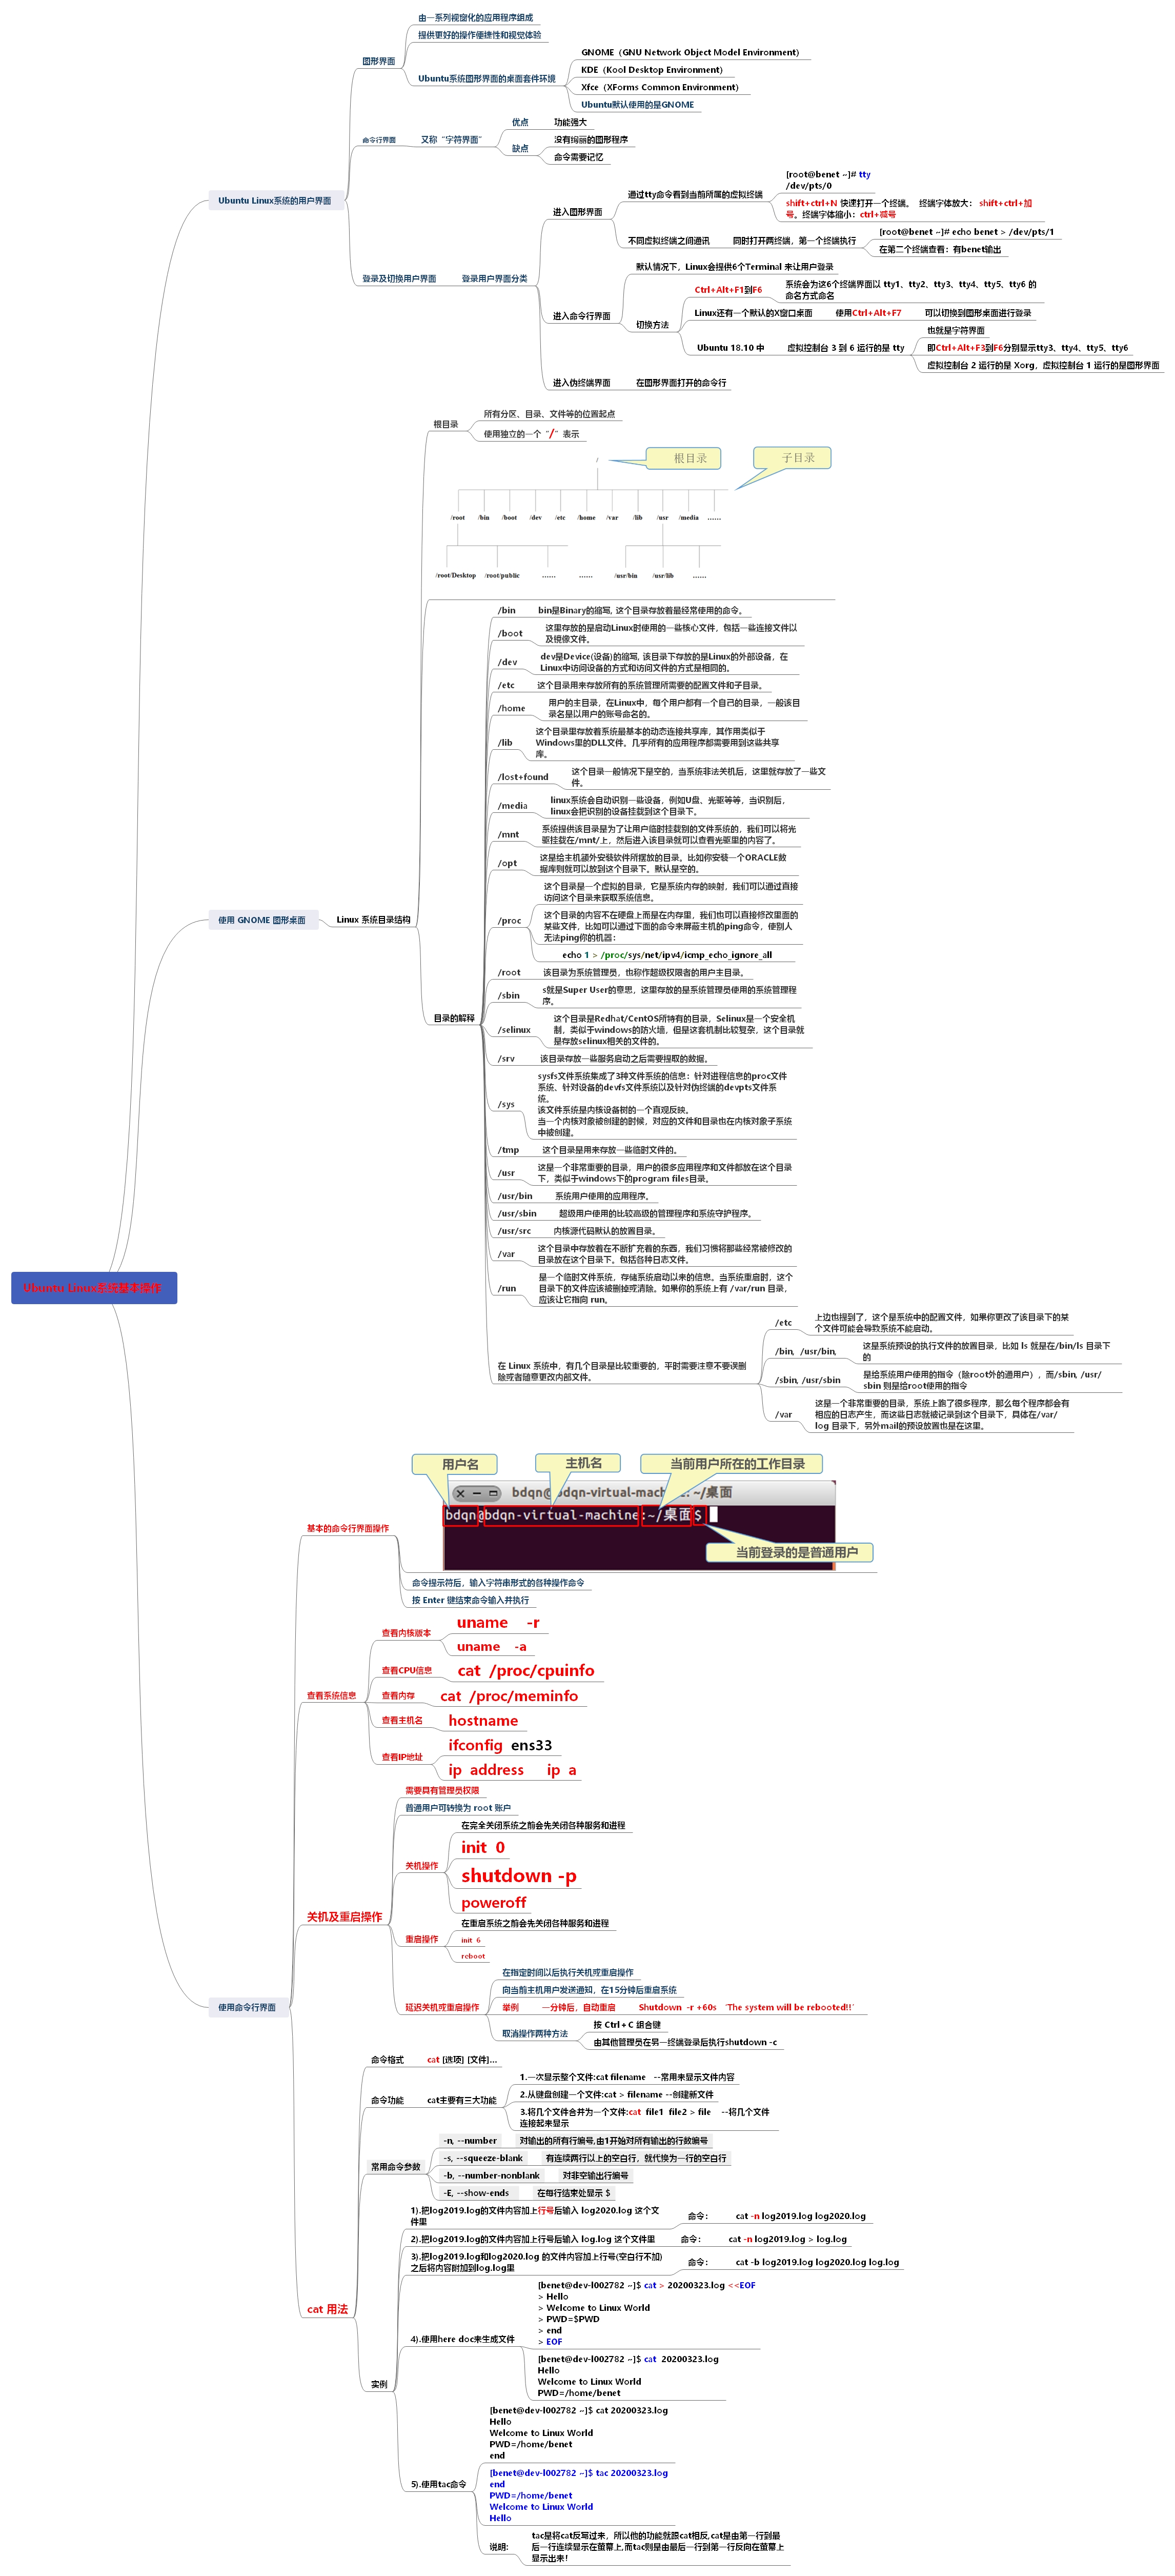 Ubuntu Linux系统基本操作
Ubuntu Linux系统的用户界面
图形界面
由一系列视窗化的应用程序组成
提供更好的操作便捷性和视觉体验
Ubuntu系统图形界面的桌面套件环境
GNOME（GNU Network Object Model Environment）
KDE（Kool Desktop Environment）
Xfce（XForms Common Environment）
Ubuntu默认使用的是GNOME
命令行界面
又称“字符界面”
优点
功能强大
缺点
没有绚丽的图形程序
命令需要记忆
登录及切换用户界面
登录用户界面分类
进入图形界面
通过tty命令看到当前所属的虚拟终端
[root@benet ~]# tty
/dev/pts/0
shift+ctrl+N 快速打开一个终端。 终端字体放大： shift+ctrl+加
号。终端字体缩小：ctrl+减号
不同虚拟终端之间通讯
同时打开两终端，第一个终端执行
[root@benet ~]# echo benet > /dev/pts/1
在第二个终端查看：有benet输出
进入命令行界面
默认情况下，Linux会提供6个Terminal 来让用户登录
切换方法
Ctrl+Alt+F1到F6
系统会为这6个终端界面以 tty1、tty2、tty3、tty4、tty5、tty6 的
命名方式命名
Linux还有一个默认的X窗口桌面
使用Ctrl+Alt+F7
可以切换到图形桌面进行登录
Ubuntu 18.10 中
虚拟控制台 3 到 6 运行的是 tty
也就是字符界面
即Ctrl+Alt+F3到F6分别显示tty3、tty4、tty5、tty6
虚拟控制台 2 运行的是 Xorg，虚拟控制台 1 运行的是图形界面
进入伪终端界面
在图形界面打开的命令行
使用 GNOME 图形桌面
Linux 系统目录结构
根目录
所有分区、目录、文件等的位置起点
使用独立的一个“/”表示
/
根目录
子目录
/root /bin /boot /dev /etc /home /var /lib /usr /media ……
/root/Desktop /root/public …… …… /usr/bin /usr/lib ……
目录的解释
/bin
bin是Binary的缩写, 这个目录存放着最经常使用的命令。
/boot
这里存放的是启动Linux时使用的一些核心文件，包括一些连接文件以
及镜像文件。
/dev
dev是Device(设备)的缩写, 该目录下存放的是Linux的外部设备，在
Linux中访问设备的方式和访问文件的方式是相同的。
/etc
这个目录用来存放所有的系统管理所需要的配置文件和子目录。
/home
用户的主目录，在Linux中，每个用户都有一个自己的目录，一般该目
录名是以用户的账号命名的。
/lib
这个目录里存放着系统最基本的动态连接共享库，其作用类似于
Windows里的DLL文件。几乎所有的应用程序都需要用到这些共享
库。
/lost+found
这个目录一般情况下是空的，当系统非法关机后，这里就存放了一些文
件。
/media
linux系统会自动识别一些设备，例如U盘、光驱等等，当识别后，
linux会把识别的设备挂载到这个目录下。
/mnt
系统提供该目录是为了让用户临时挂载别的文件系统的，我们可以将光
驱挂载在/mnt/上，然后进入该目录就可以查看光驱里的内容了。
/opt
这是给主机额外安装软件所摆放的目录。比如你安装一个ORACLE数
据库则就可以放到这个目录下。默认是空的。
/proc
这个目录是一个虚拟的目录，它是系统内存的映射，我们可以通过直接
访问这个目录来获取系统信息。
这个目录的内容不在硬盘上而是在内存里，我们也可以直接修改里面的
某些文件，比如可以通过下面的命令来屏蔽主机的ping命令，使别人
无法ping你的机器：
echo 1 > /proc/sys/net/ipv4/icmp_echo_ignore_all
/root
该目录为系统管理员，也称作超级权限者的用户主目录。
/sbin
s就是Super User的意思，这里存放的是系统管理员使用的系统管理程
序。
/selinux
这个目录是Redhat/CentOS所特有的目录，Selinux是一个安全机
制，类似于windows的防火墙，但是这套机制比较复杂，这个目录就
是存放selinux相关的文件的。
/srv
该目录存放一些服务启动之后需要提取的数据。
/sys
sysfs文件系统集成了3种文件系统的信息：针对进程信息的proc文件
系统、针对设备的devfs文件系统以及针对伪终端的devpts文件系
统。
该文件系统是内核设备树的一个直观反映。
当一个内核对象被创建的时候，对应的文件和目录也在内核对象子系统
中被创建。
/tmp
这个目录是用来存放一些临时文件的。
/usr
这是一个非常重要的目录，用户的很多应用程序和文件都放在这个目录
下，类似于windows下的program files目录。
/usr/bin
系统用户使用的应用程序。
/usr/sbin
超级用户使用的比较高级的管理程序和系统守护程序。
/usr/src
内核源代码默认的放置目录。
/var
这个目录中存放着在不断扩充着的东西，我们习惯将那些经常被修改的
目录放在这个目录下。包括各种日志文件。
/run
是一个临时文件系统，存储系统启动以来的信息。当系统重启时，这个
目录下的文件应该被删掉或清除。如果你的系统上有 /var/run 目录，
应该让它指向 run。
在 Linux 系统中，有几个目录是比较重要的，平时需要注意不要误删
除或者随意更改内部文件。
/etc
上边也提到了，这个是系统中的配置文件，如果你更改了该目录下的某
个文件可能会导致系统不能启动。
/bin, /usr/bin,
这是系统预设的执行文件的放置目录，比如 ls 就是在/bin/ls 目录下
的
/sbin, /usr/sbin
是给系统用户使用的指令（除root外的通用户），而/sbin, /usr/
sbin 则是给root使用的指令
/var
这是一个非常重要的目录，系统上跑了很多程序，那么每个程序都会有
相应的日志产生，而这些日志就被记录到这个目录下，具体在/var/
log 目录下，另外mail的预设放置也是在这里。
使用命令行界面
基本的命令行界面操作
用户名
主机名
当前用户所在的工作目录
bdqn@bdqn-virtual-machine: ~/桌面
bdqn@bdqn-virtual-machine:~/桌面$
当前登录的是普通用户
命令提示符后，输入字符串形式的各种操作命令
按 Enter 键结束命令输入并执行
查看系统信息
查看内核版本
uname -r
uname -a
查看CPU信息
cat /proc/cpuinfo
查看内存
cat /proc/meminfo
查看主机名
hostname
查看IP地址
ifconfig ens33
ip address ip a
关机及重启操作
需要具有管理员权限
普通用户可转换为 root 账户
关机操作
在完全关闭系统之前会先关闭各种服务和进程
init 0
shutdown -p
poweroff
重启操作
在重启系统之前会先关闭各种服务和进程
init 6
reboot
延迟关机或重启操作
在指定时间以后执行关机或重启操作
向当前主机用户发送通知，在15分钟后重启系统
举例
一分钟后，自动重启
Shutdown -r +60s ‘The system will be rebooted!!’
取消操作两种方法
按 Ctrl + C 组合键
由其他管理员在另一终端登录后执行shutdown -c
cat 用法
命令格式
cat [选项] [文件]...
命令功能
cat主要有三大功能
1.一次显示整个文件:cat filename --常用来显示文件内容
2.从键盘创建一个文件:cat > filename --创建新文件
3.将几个文件合并为一个文件:cat file1 file2 > file --将几个文件
连接起来显示
常用命令参数
-n, --number
对输出的所有行编号,由1开始对所有输出的行数编号
-s, --squeeze-blank
有连续两行以上的空白行，就代换为一行的空白行
-b, --number-nonblank
对非空输出行编号
-E, --show-ends
在每行结束处显示 $
实例
1).把log2019.log的文件内容加上行号后输入 log2020.log 这个文
件里
命令：
cat -n log2019.log log2020.log
2).把log2019.log的文件内容加上行号后输入 log.log 这个文件里
命令：
cat -n log2019.log > log.log
3).把log2019.log和log2020.log 的文件内容加上行号(空白行不加)
之后将内容附加到log.log里
命令：
cat -b log2019.log log2020.log log.log
4).使用here doc来生成文件
[benet@dev-l002782 ~]$ cat > 20200323.log <<EOF
> Hello
> Welcome to Linux World
> PWD=$PWD
> end
> EOF
[benet@dev-l002782 ~]$ cat 20200323.log
Hello
Welcome to Linux World
PWD=/home/benet
5).使用tac命令
[benet@dev-l002782 ~]$ cat 20200323.log
Hello
Welcome to Linux World
PWD=/home/benet
end
[benet@dev-l002782 ~]$ tac 20200323.log
end
PWD=/home/benet
Welcome to Linux World
Hello
说明:
tac是将cat反写过来，所以他的功能就跟cat相反,cat是由第一行到最
后一行连续显示在萤幕上,而tac则是由最后一行到第一行反向在萤幕上
显示出来!